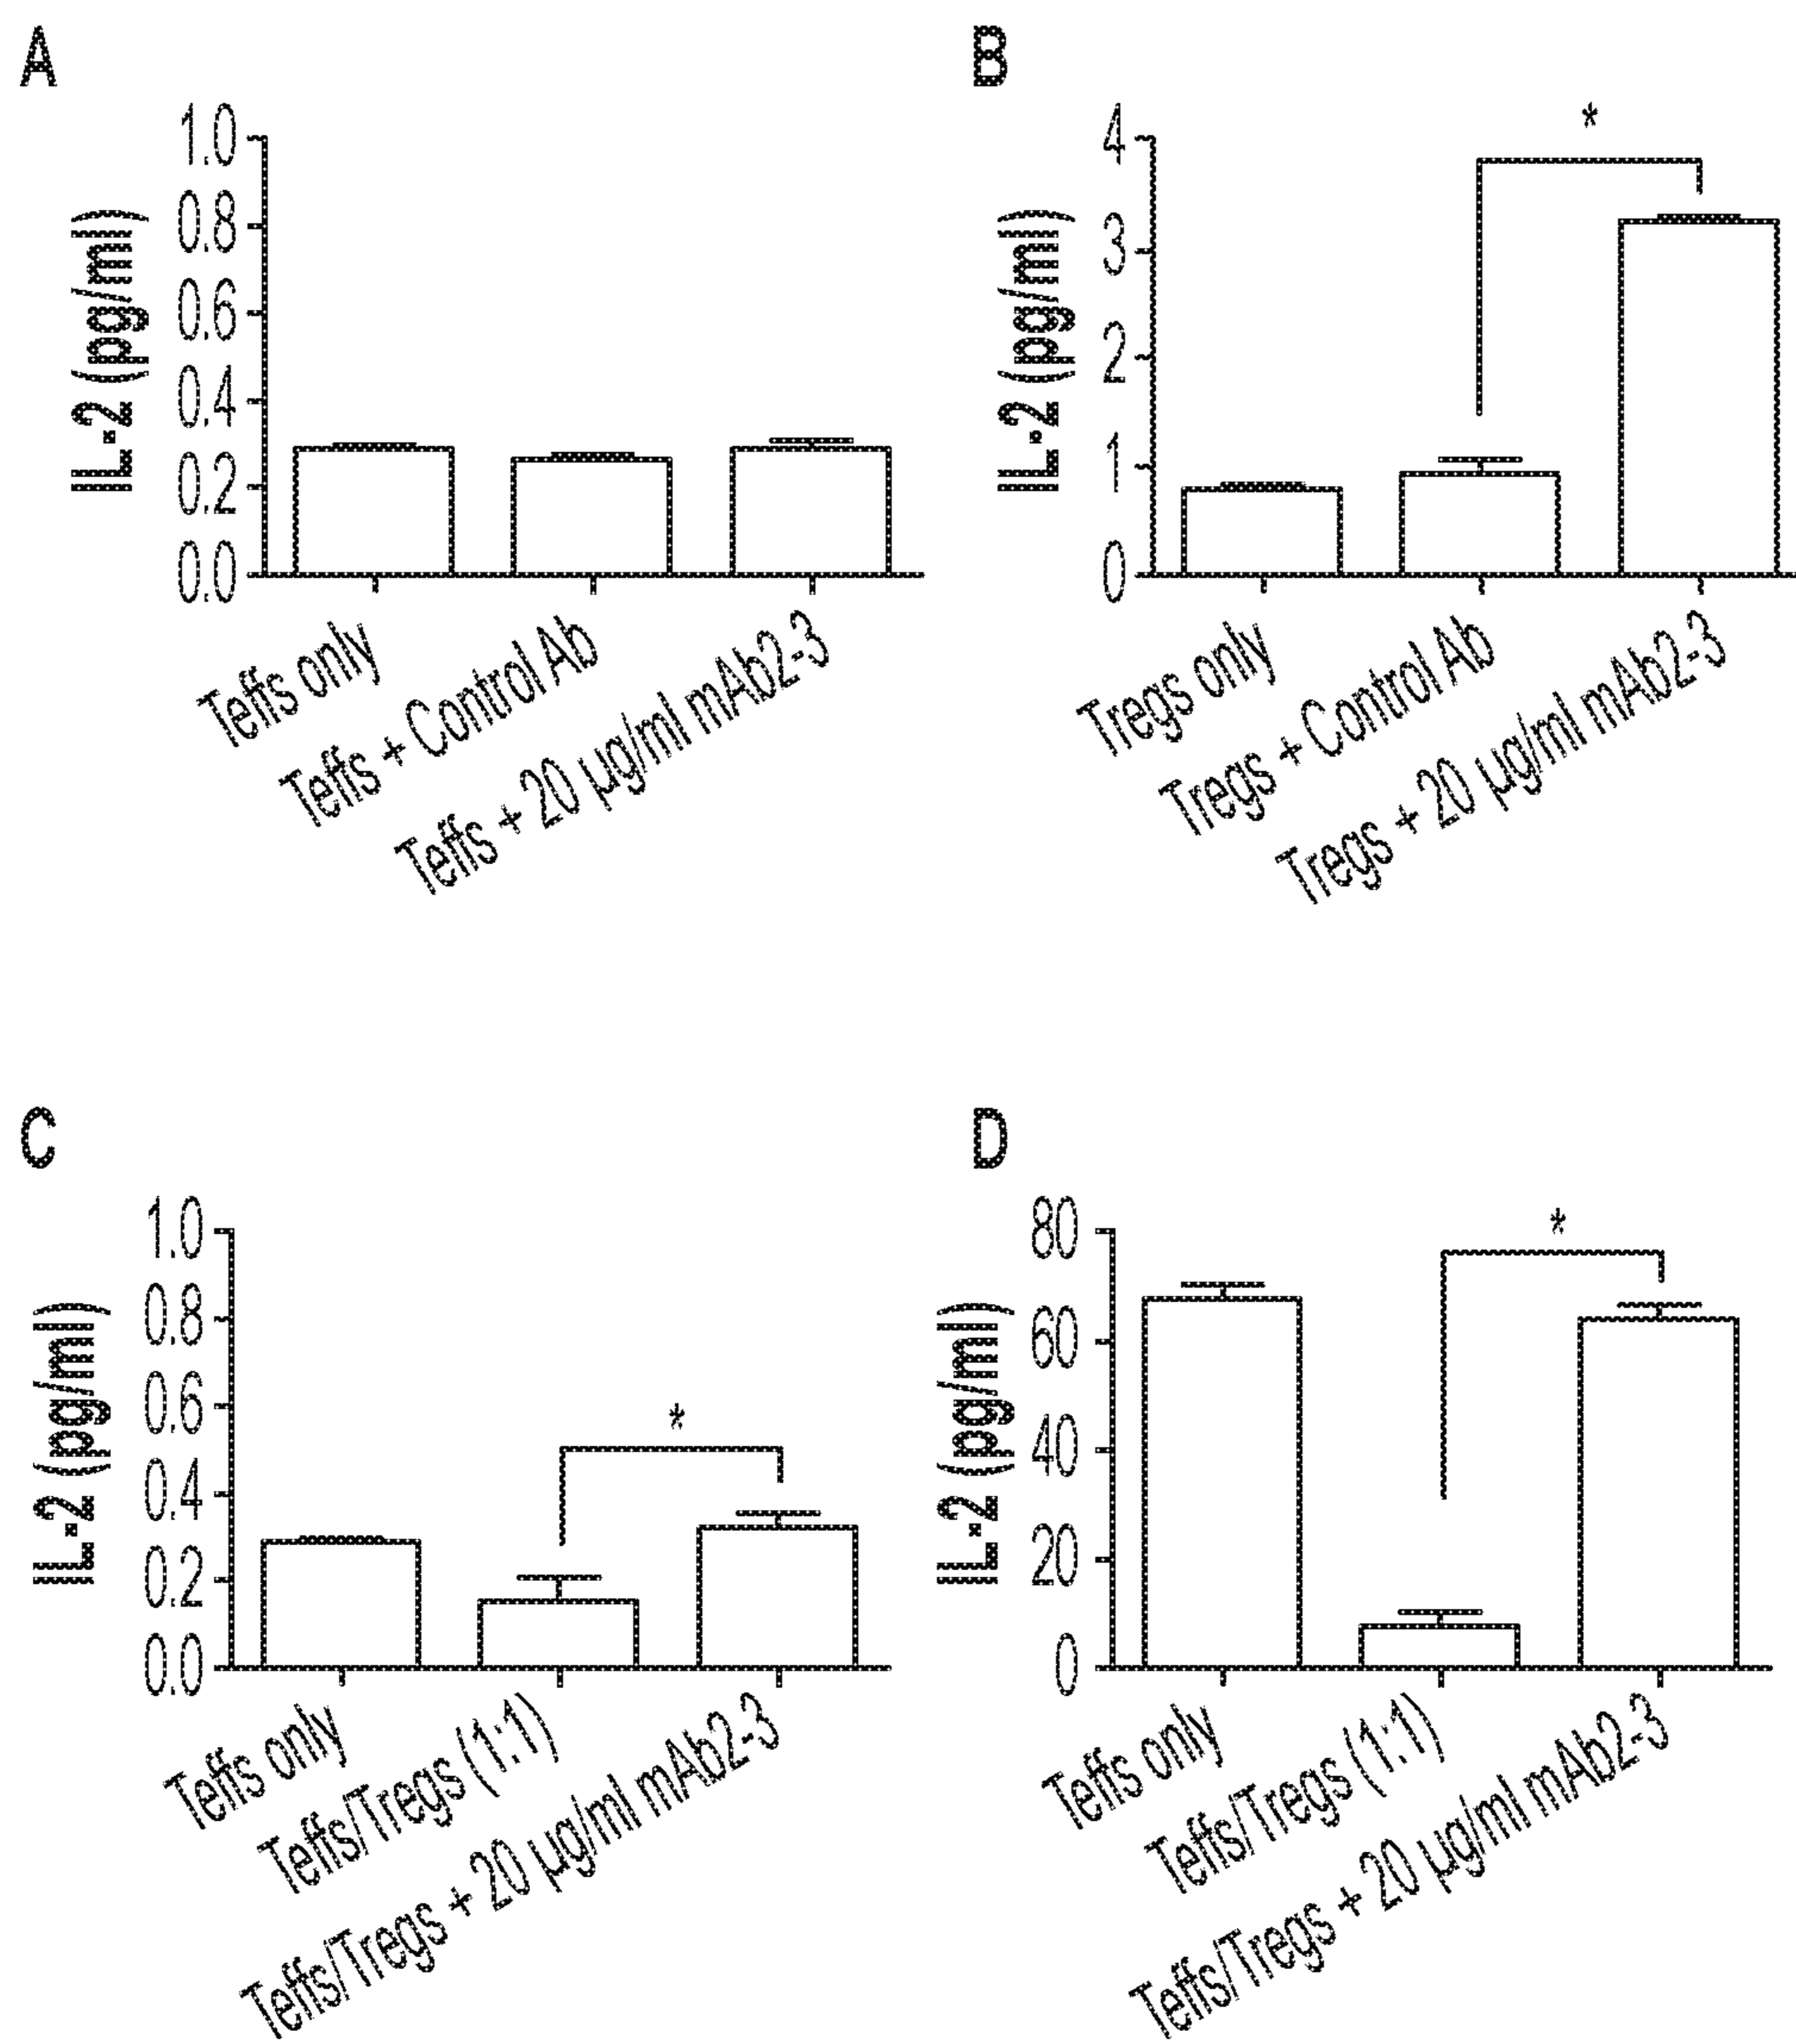 A
IL-2 (pg/ml)
1.0
0.8
0.6
0.4
0.2
0.0
Teffs only
Teffs + Control Ab
Teffs + 20 µg/ml mAb2-3
B
IL-2 (pg/ml)
4
3
2
1
0
*
Tregs only
Tregs + Control Ab
Tregs + 20 µg/ml mAb2-3
C
IL-2 (pg/ml)
1.0
0.8
0.6
0.4
0.2
0.0
*
Teffs only
Teffs/Tregs (1:1)
Teffs/Tregs + 20 µg/ml mAb2-3
D
IL-2 (pg/ml)
80
60
40
20
0
*
Teffs only
Teffs/Tregs (1:1)
Teffs/Tregs + 20 µg/ml mAb2-3